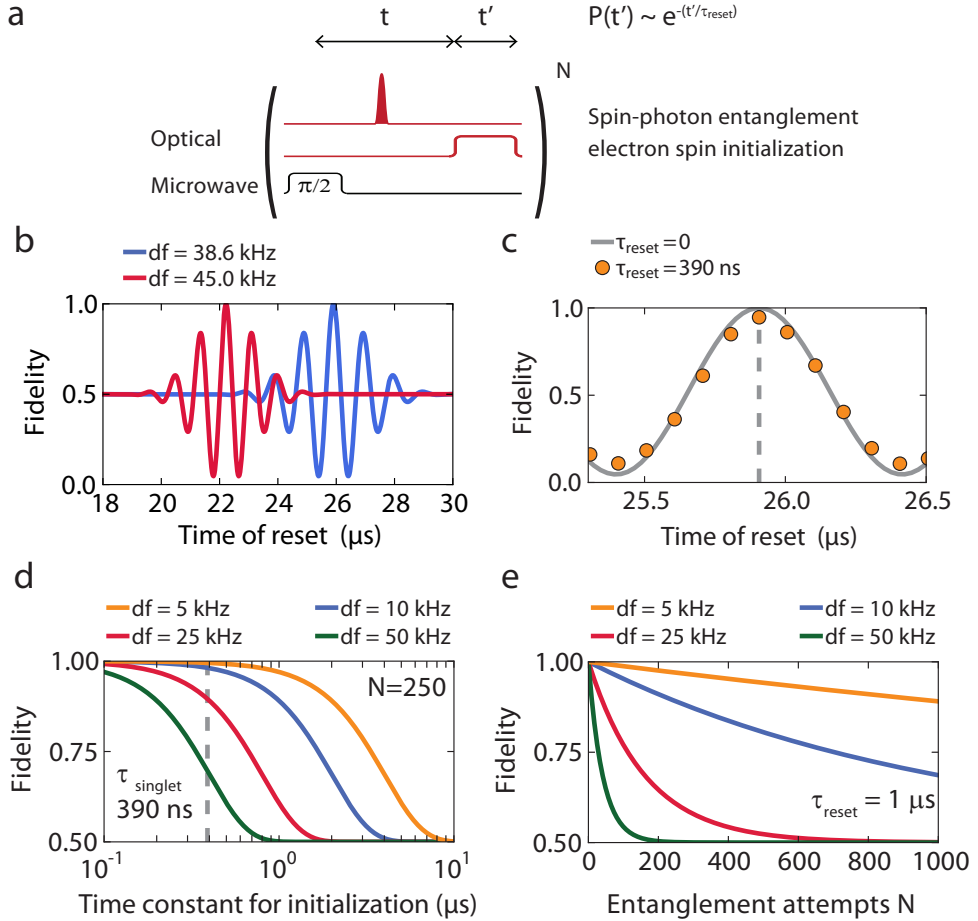 a
t
t'
P(t') ~ e^-(t'/τreset)
N
Optical
Microwave
π/2
Spin-photon entanglement
electron spin initialization
b
df = 38.6 kHz
df = 45.0 kHz
Fidelity
1.0
0.5
0.0
18 20 22 24 26 28 30
Time of reset (μs)
c
τreset = 0
τreset = 390 ns
Fidelity
1.0
0.5
0.0
25.5 26.0 26.5
Time of reset (μs)
d
df = 5 kHz df = 10 kHz
df = 25 kHz df = 50 kHz
Fidelity
1.00
0.75
0.50
N=250
τ singlet
390 ns
10^-1 10^0 10^1
Time constant for initialization (μs)
e
df = 5 kHz df = 10 kHz
df = 25 kHz df = 50 kHz
Fidelity
1.00
0.75
0.50
τreset = 1 μs
0 200 400 600 800 1000
Entanglement attempts N